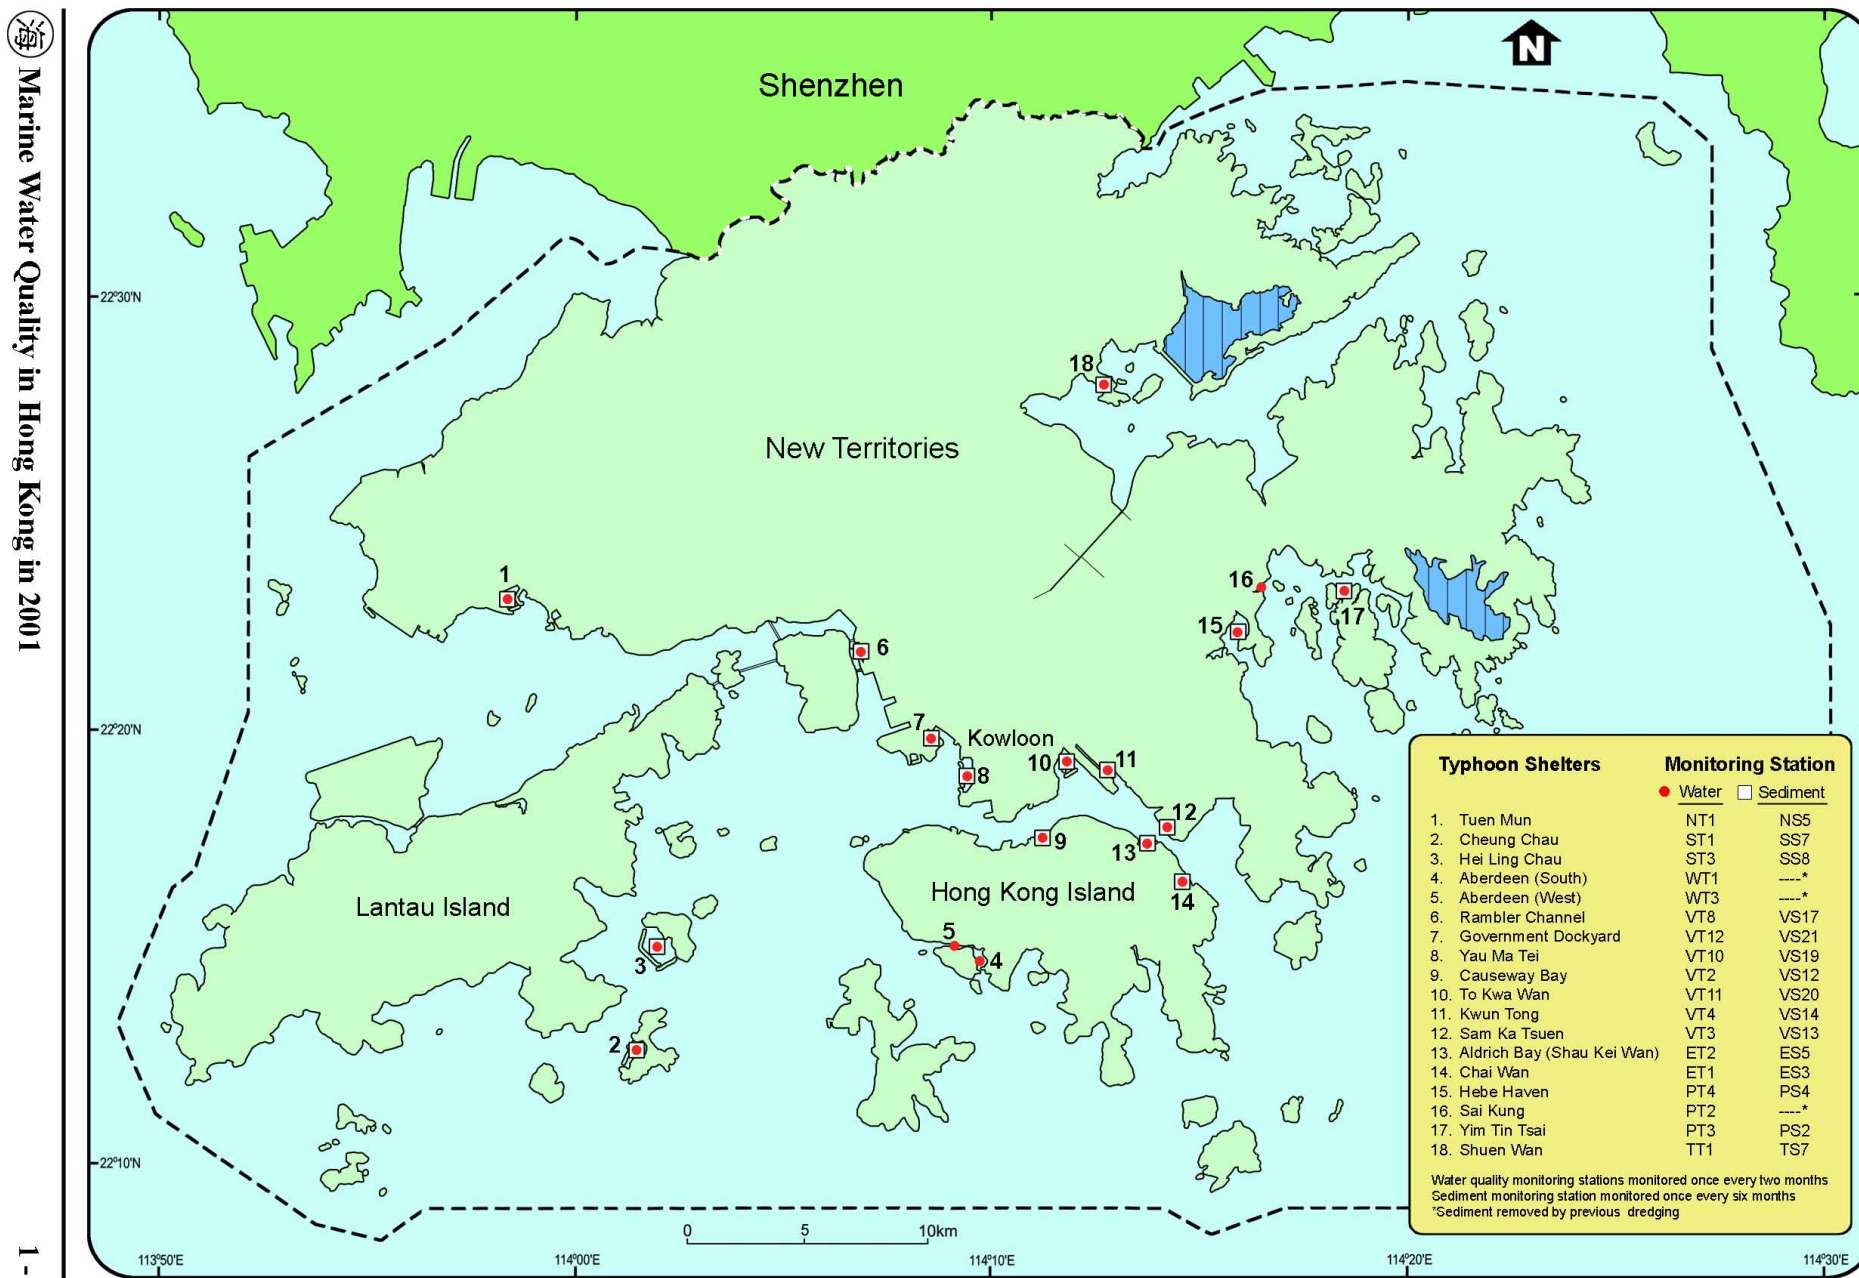 海 Marine Water Quality in Hong Kong in 2001
1 -
N
Shenzhen
22°30'N
18
New Territories
1
16
17
15
6
22°20'N
7
Kowloon
10
11
8
12
9
13
Hong Kong Island
14
Lantau Island
5
4
3
2
22°10'N
0 5 10km
113°50'E 114°00'E 114°10'E 114°20'E 114°30'E
Typhoon Shelters Monitoring Station
Water Sediment
1. Tuen Mun NT1 NS5
2. Cheung Chau ST1 SS7
3. Hei Ling Chau ST3 SS8
4. Aberdeen (South) WT1 ----*
5. Aberdeen (West) WT3 ----*
6. Rambler Channel VT8 VS17
7. Government Dockyard VT12 VS21
8. Yau Ma Tei VT10 VS19
9. Causeway Bay VT2 VS12
10. To Kwa Wan VT11 VS20
11. Kwun Tong VT4 VS14
12. Sam Ka Tsuen VT3 VS13
13. Aldrich Bay (Shau Kei Wan) ET2 ES5
14. Chai Wan ET1 ES3
15. Hebe Haven PT4 PS4
16. Sai Kung PT2 ----*
17. Yim Tin Tsai PT3 PS2
18. Shuen Wan TT1 TS7
Water quality monitoring stations monitored once every two months
Sediment monitoring station monitored once every six months
*Sediment removed by previous dredging